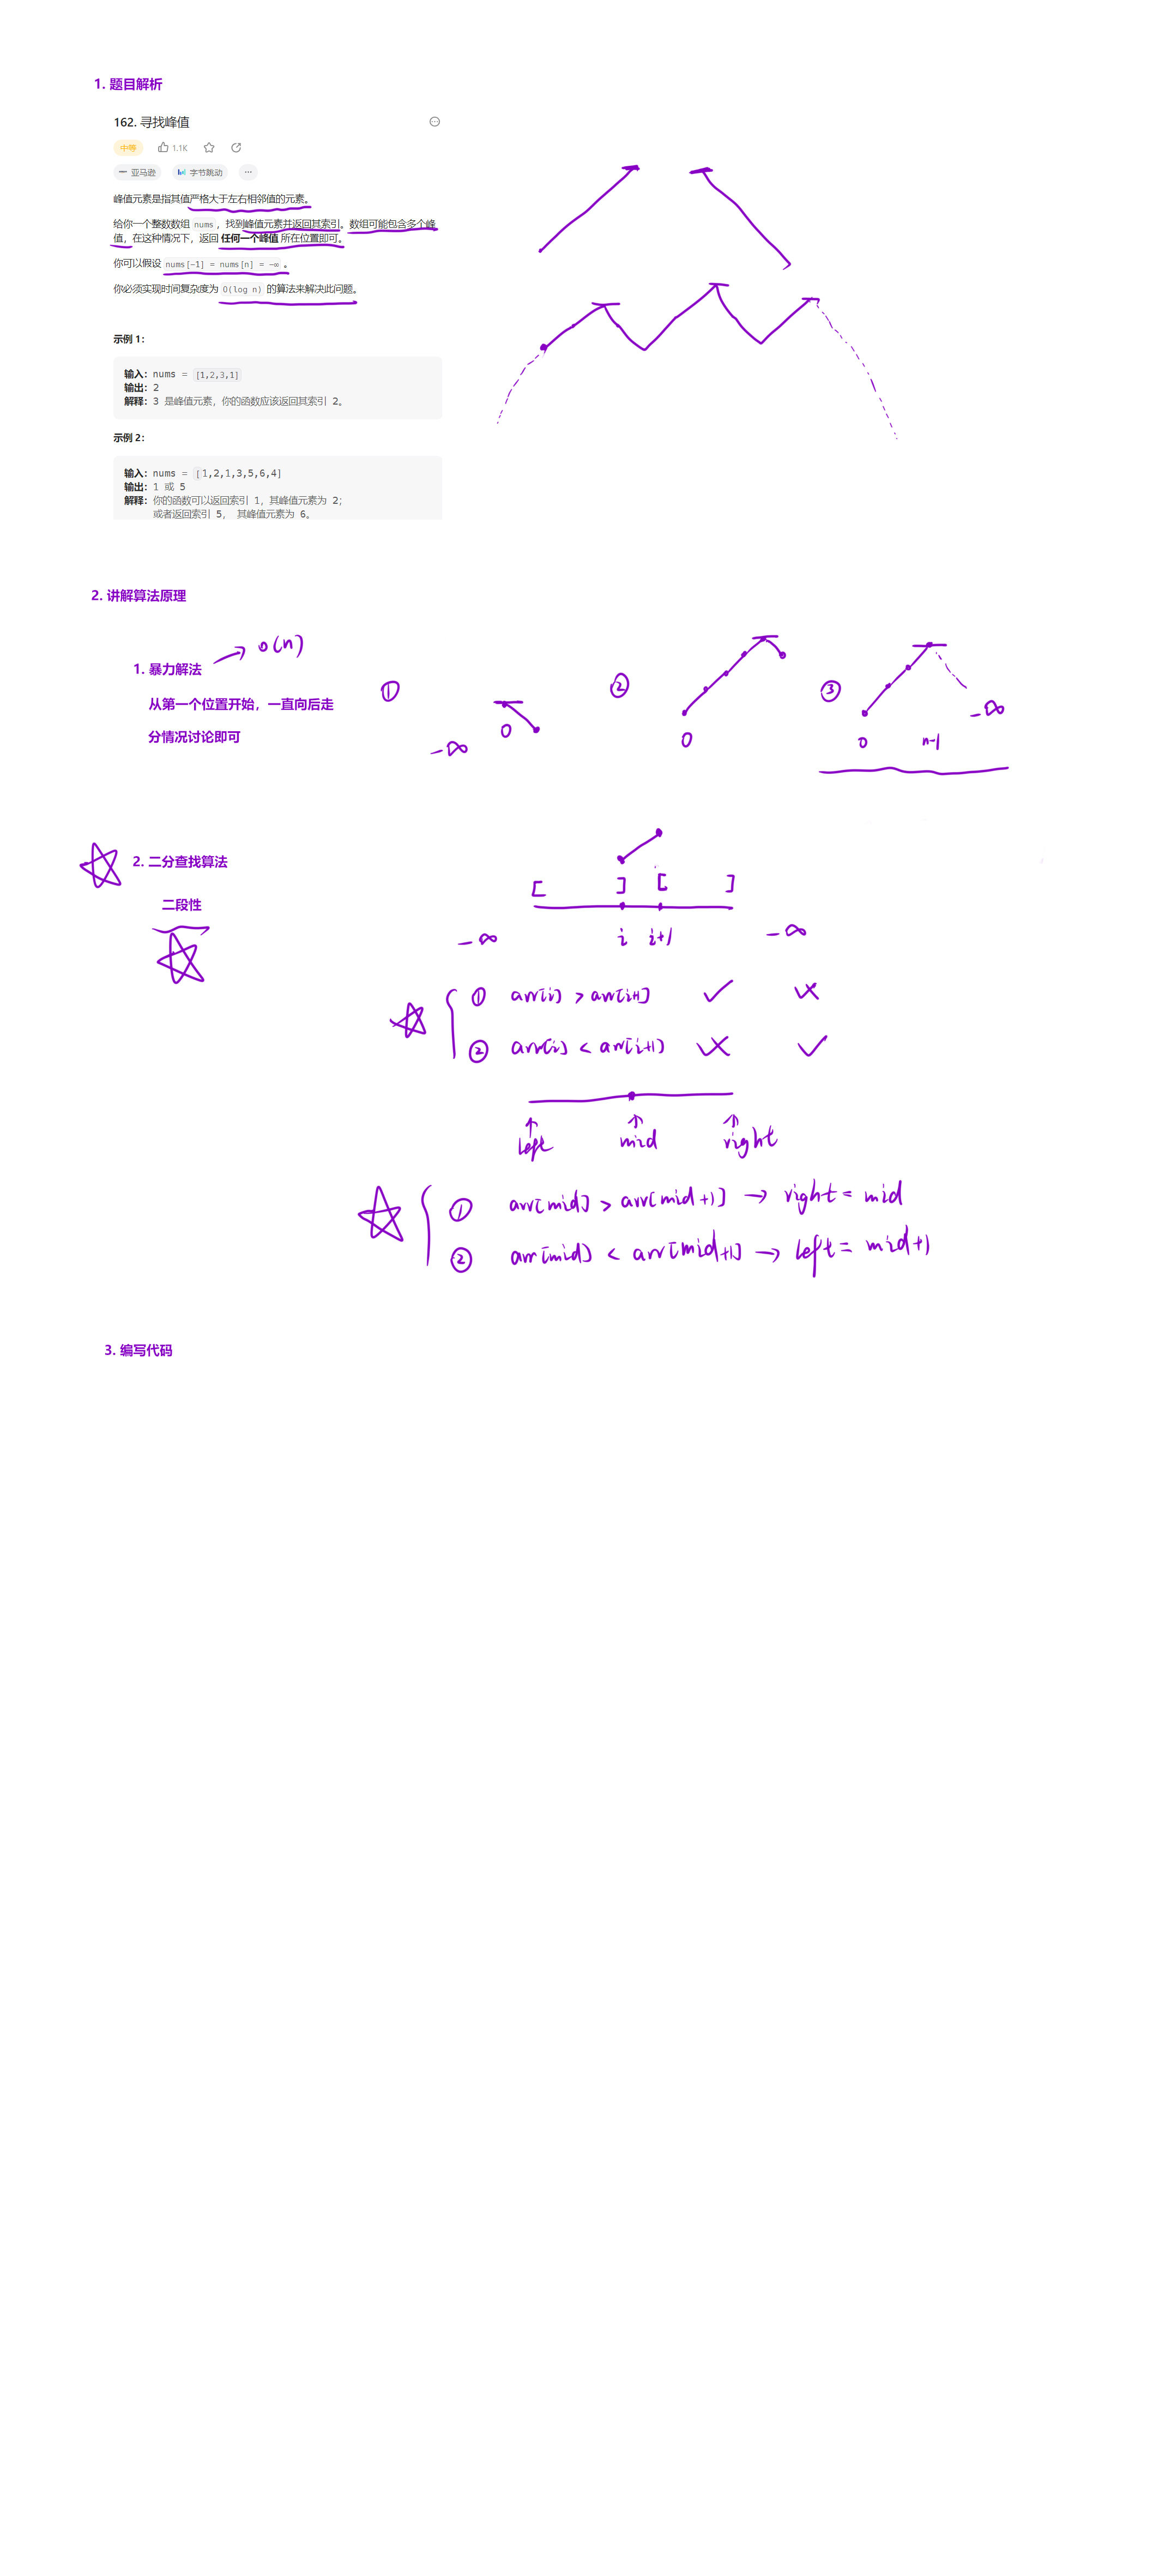 1. 题目解析
162. 寻找峰值
中等 1.1K
亚马逊 字节跳动 ...
峰值元素是指其值严格大于左右相邻值的元素。
给你一个整数数组 nums，找到峰值元素并返回其索引。数组可能包含多个峰
值，在这种情况下，返回 任何一个峰值 所在位置即可。
你可以假设 nums[-1] = nums[n] = -∞ 。
你必须实现时间复杂度为 O(log n) 的算法来解决此问题。
示例 1：
输入：nums = [1,2,3,1]
输出：2
解释：3 是峰值元素，你的函数应该返回其索引 2。
示例 2：
输入：nums = [1,2,1,3,5,6,4]
输出：1 或 5
解释：你的函数可以返回索引 1，其峰值元素为 2；
或者返回索引 5， 其峰值元素为 6。
2. 讲解算法原理
1. 暴力解法 → o(n)
从第一个位置开始，一直向后走
分情况讨论即可
① -∞ 0
② 0
③ 0 n-1 -∞
2. 二分查找算法
二段性
[ ] [ ]
-∞ i i+1 -∞
① arr[i] > arr[i+1] ✓ ×
② arr[i] < arr[i+1] × ✓
left mid right
① arr[mid] > arr[mid+1] → right = mid
② arr[mid] < arr[mid+1] → left = mid+1
3. 编写代码